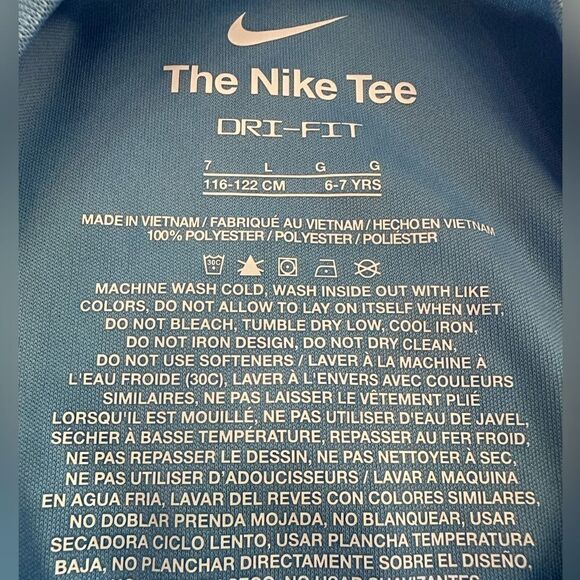 The Nike Tee
DRI-FIT
7 L G G
116-122 CM 6-7 YRS
MADE IN VIETNAM / FABRIQUÉ AU VIETNAM / HECHO EN VIETNAM
100% POLYESTER / POLYESTER / POLIÉSTER
30C
MACHINE WASH COLD, WASH INSIDE OUT WITH LIKE
COLORS, DO NOT ALLOW TO LAY ON ITSELF WHEN WET,
DO NOT BLEACH, TUMBLE DRY LOW, COOL IRON,
DO NOT IRON DESIGN, DO NOT DRY CLEAN,
DO NOT USE SOFTENERS / LAVER À LA MACHINE À
L'EAU FROIDE (30C), LAVER À L'ENVERS AVEC COULEURS
SIMILAIRES, NE PAS LAISSER LE VÊTEMENT PLIÉ
LORSQU'IL EST MOUILLÉ, NE PAS UTILISER D'EAU DE JAVEL,
SÉCHER À BASSE TEMPÉRATURE, REPASSER AU FER FROID,
NE PAS REPASSER LE DESSIN, NE PAS NETTOYER À SEC,
NE PAS UTILISER D'ADOUCISSEURS / LAVAR A MAQUINA
EN AGUA FRIA, LAVAR DEL REVES CON COLORES SIMILARES,
NO DOBLAR PRENDA MOJADA, NO BLANQUEAR, USAR
SECADORA CICLO LENTO, USAR PLANCHA TEMPERATURA
BAJA, NO PLANCHAR DIRECTAMENTE SOBRE EL DISEÑO,